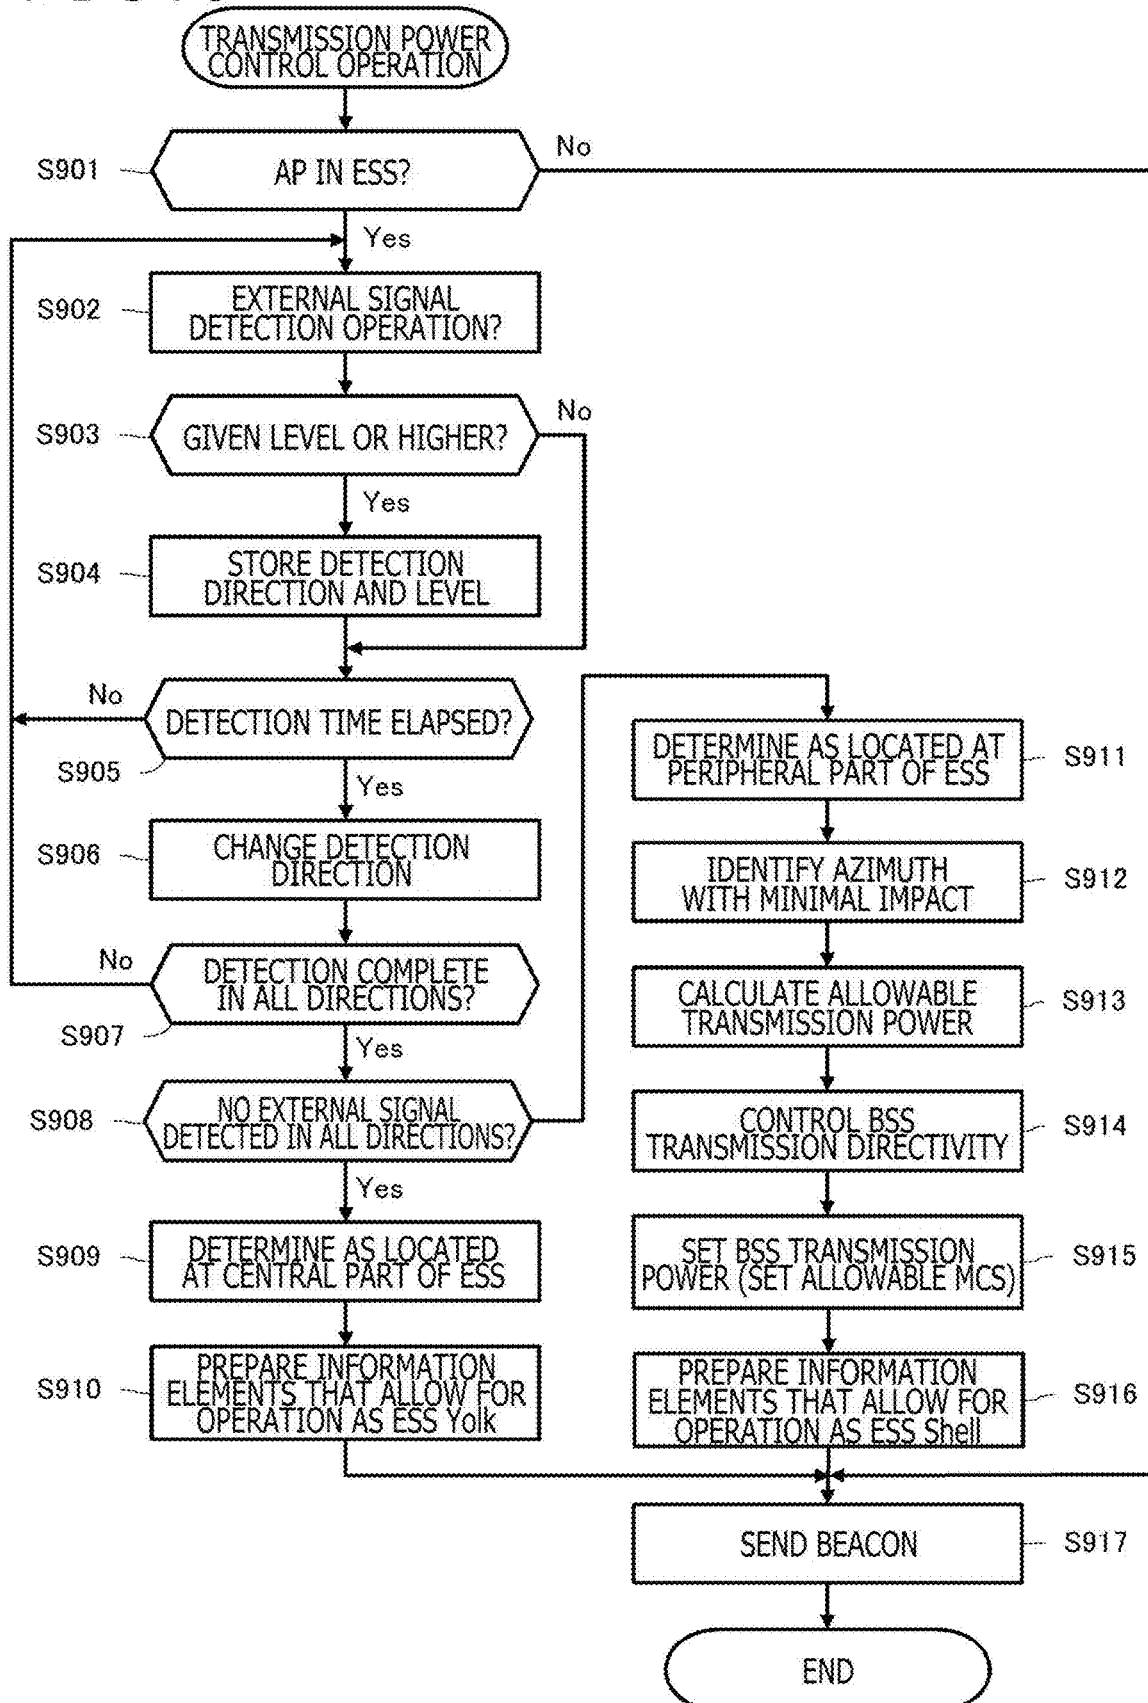 TRANSMISSION POWER
CONTROL OPERATION
S901
AP IN ESS?
No
Yes
S902
EXTERNAL SIGNAL
DETECTION OPERATION?
S903
GIVEN LEVEL OR HIGHER?
No
Yes
S904
STORE DETECTION
DIRECTION AND LEVEL
No
DETECTION TIME ELAPSED?
S905
Yes
S906
CHANGE DETECTION
DIRECTION
No
DETECTION COMPLETE
IN ALL DIRECTIONS?
S907
Yes
S908
NO EXTERNAL SIGNAL
DETECTED IN ALL DIRECTIONS?
Yes
S909
DETERMINE AS LOCATED
AT CENTRAL PART OF ESS
S910
PREPARE INFORMATION
ELEMENTS THAT ALLOW FOR
OPERATION AS ESS Yolk
DETERMINE AS LOCATED AT
PERIPHERAL PART OF ESS
S911
IDENTIFY AZIMUTH
WITH MINIMAL IMPACT
S912
CALCULATE ALLOWABLE
TRANSMISSION POWER
S913
CONTROL BSS
TRANSMISSION DIRECTIVITY
S914
SET BSS TRANSMISSION
POWER (SET ALLOWABLE MCS)
S915
PREPARE INFORMATION
ELEMENTS THAT ALLOW FOR
OPERATION AS ESS Shell
S916
SEND BEACON
S917
END